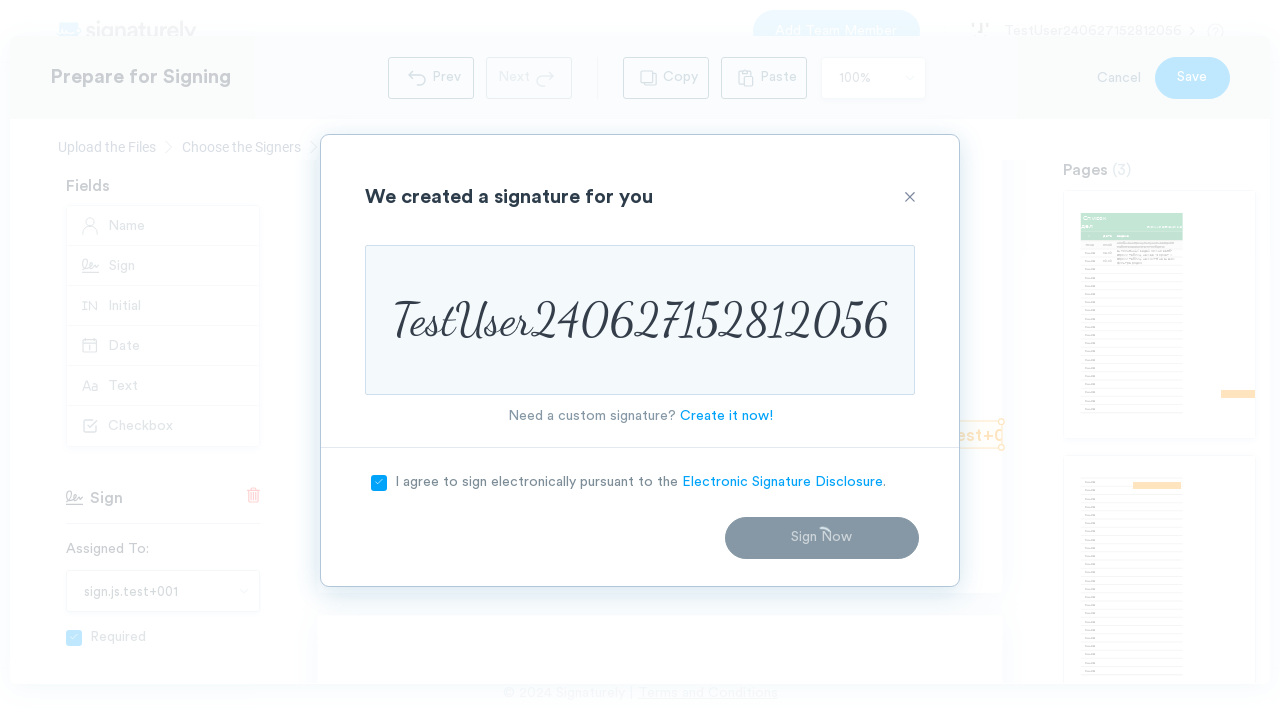 signaturely
Add Team Member
TestUser240627152812056
Prepare for Signing
Prev
Next
Copy
Paste
100%
Cancel
Save
Upload the Files
Choose the Signers
Fields
Name
Sign
IN Initial
Date
Aa Text
Checkbox
Sign
Assigned To:
sign.js.test+001
Required
We created a signature for you
TestUser240627152812056
Need a custom signature? Create it now!
I agree to sign electronically pursuant to the Electronic Signature Disclosure.
Sign Now
Pages (3)
© 2024 Signaturely | Terms and Conditions